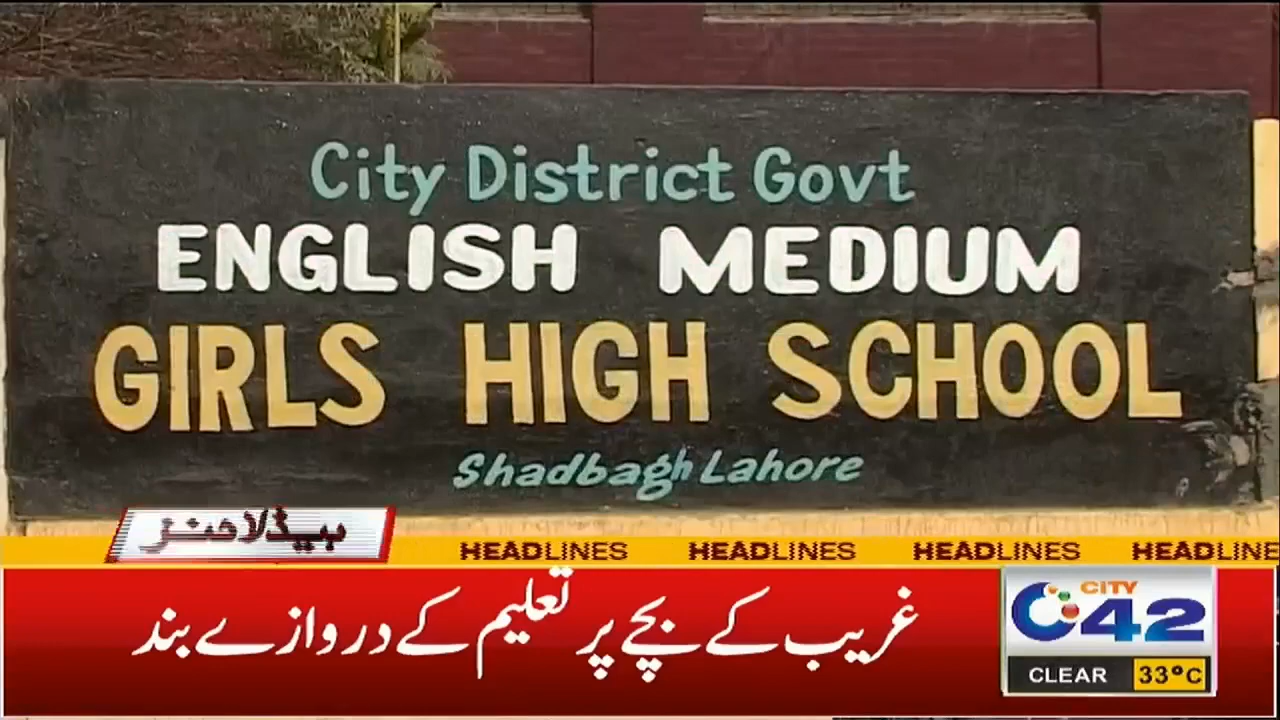 City District Govt
ENGLISH MEDIUM
GIRLS HIGH SCHOOL
Shadbagh Lahore
ہیڈلائنز
HEADLINES HEADLINES HEADLINES HEADLINE
غریب کے بچے پر تعلیم کے دروازے بند
CITY
42
CLEAR 33°C